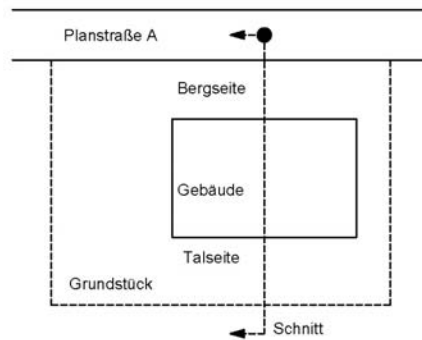 Planstraße A
Bergseite
Gebäude
Talseite
Grundstück
Schnitt